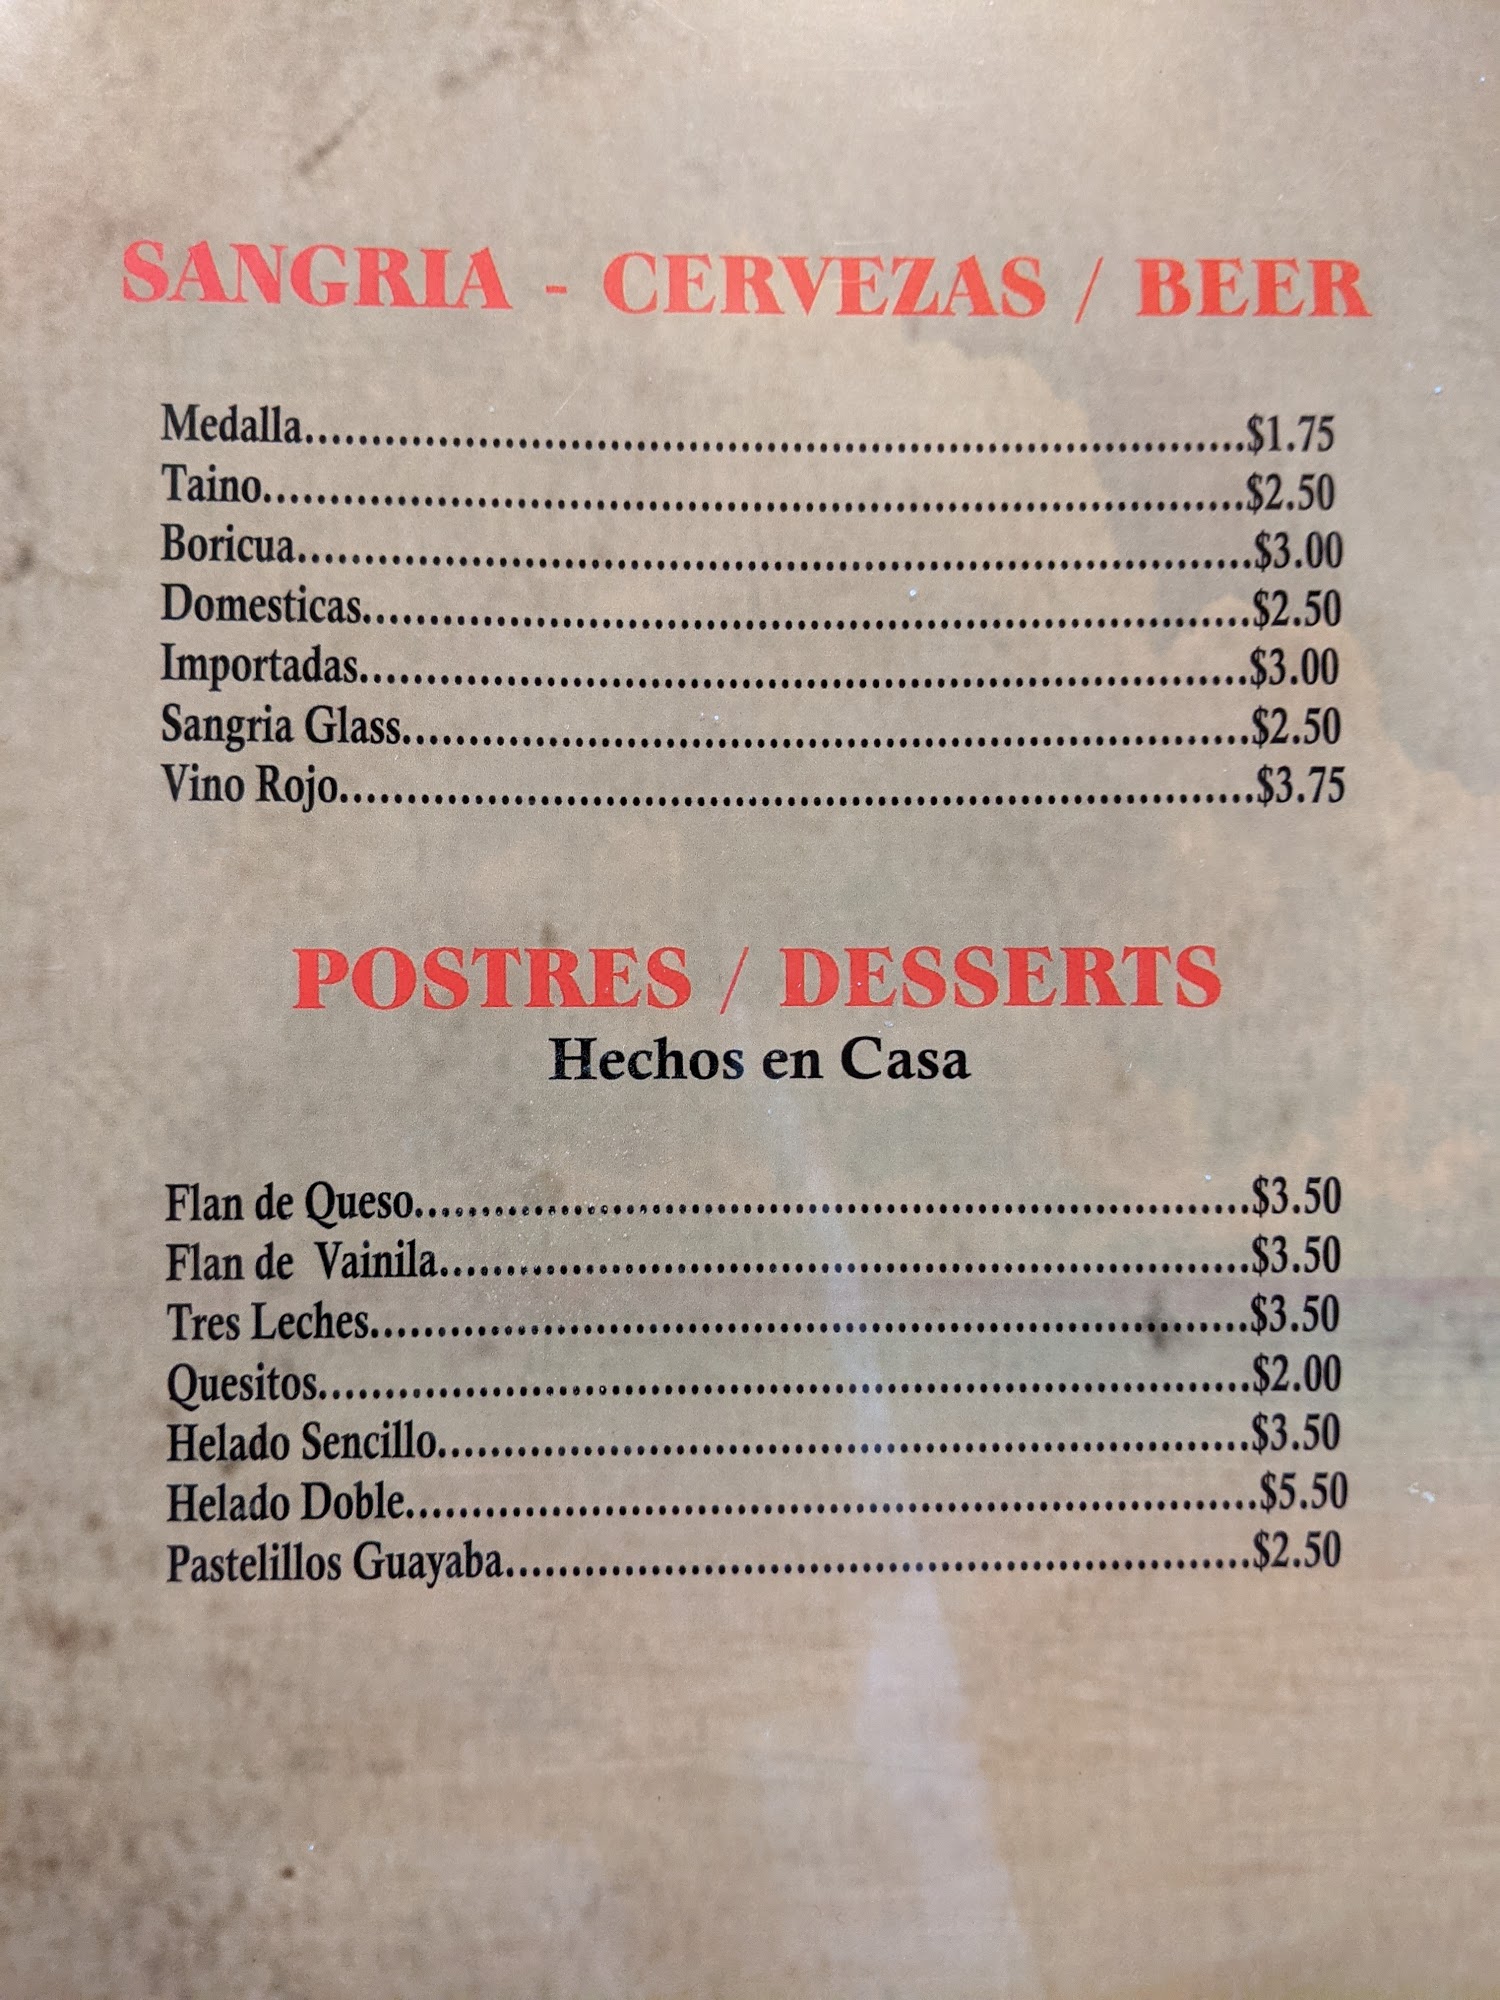 SANGRIA - CERVEZAS / BEER
Medalla......................................................................$1.75
Taino.........................................................................$2.50
Boricua.......................................................................$3.00
Domesticas..................................................................$2.50
Importadas..................................................................$3.00
Sangria Glass...............................................................$2.50
Vino Rojo....................................................................$3.75
POSTRES / DESSERTS
Hechos en Casa
Flan de Queso..............................................................$3.50
Flan de  Vainila............................................................$3.50
Tres Leches.................................................................$3.50
Quesitos.....................................................................$2.00
Helado Sencillo............................................................$3.50
Helado Doble...............................................................$5.50
Pastelillos Guayaba.......................................................$2.50